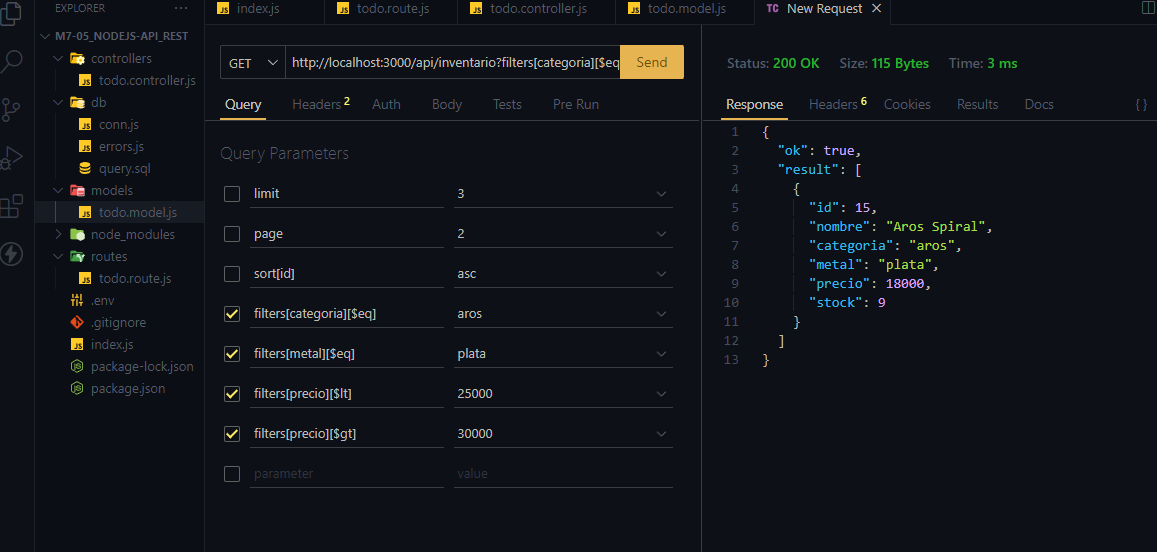 EXPLORER ...
M7-05_NODEJS-API_REST
controllers
todo.controller.js
db
conn.js
errors.js
query.sql
models
todo.model.js
node_modules
routes
todo.route.js
.env
.gitignore
index.js
package-lock.json
package.json
index.js
todo.route.js
todo.controller.js
todo.model.js
TC New Request
GET http://localhost:3000/api/inventario?filters[categoria][$eq Send
Query Headers 2 Auth Body Tests Pre Run
Query Parameters
limit 3
page 2
sort[id] asc
filters[categoria][$eq] aros
filters[metal][$eq] plata
filters[precio][$lt] 25000
filters[precio][$gt] 30000
parameter value
Status: 200 OK Size: 115 Bytes Time: 3 ms
Response Headers 6 Cookies Results Docs { }
1 {
2 "ok": true,
3 "result": [
4 {
5 "id": 15,
6 "nombre": "Aros Spiral",
7 "categoria": "aros",
8 "metal": "plata",
9 "precio": 18000,
10 "stock": 9
11 }
12 ]
13 }